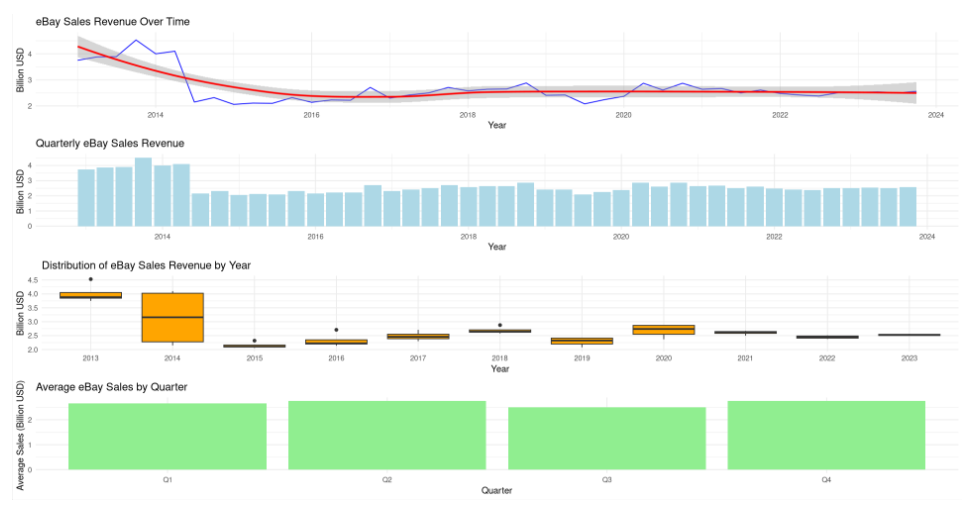 eBay Sales Revenue Over Time
Billion USD
4
3
2
2014
2016
2018
2020
2022
2024
Year
Quarterly eBay Sales Revenue
Billion USD
4
3
2
1
0
2014
2016
2018
2020
2022
2024
Year
Distribution of eBay Sales Revenue by Year
Billion USD
4.5
4.0
3.5
3.0
2.5
2.0
2013
2014
2015
2016
2017
2018
2019
2020
2021
2022
2023
Year
Average eBay Sales by Quarter
Average Sales (Billion USD)
2
1
0
Q1
Q2
Q3
Q4
Quarter